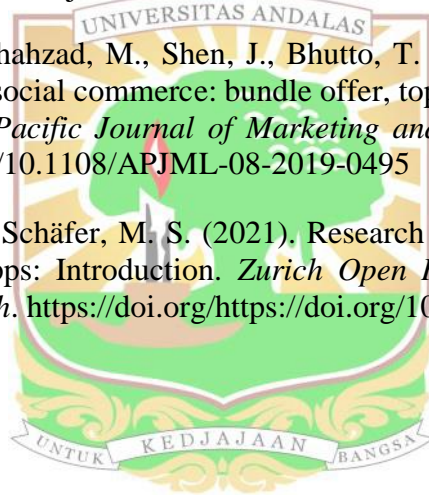 UNIVERSITAS ANDALAS
hahzad, M., Shen, J., Bhutto, T.
social commerce: bundle offer, top
Pacific Journal of Marketing and
/10.1108/APJML-08-2019-0495
Schäfer, M. S. (2021). Research
ps: Introduction. Zurich Open
h. https://doi.org/https://doi.org/10
UNTUK KEDJAJAAN BANGSA